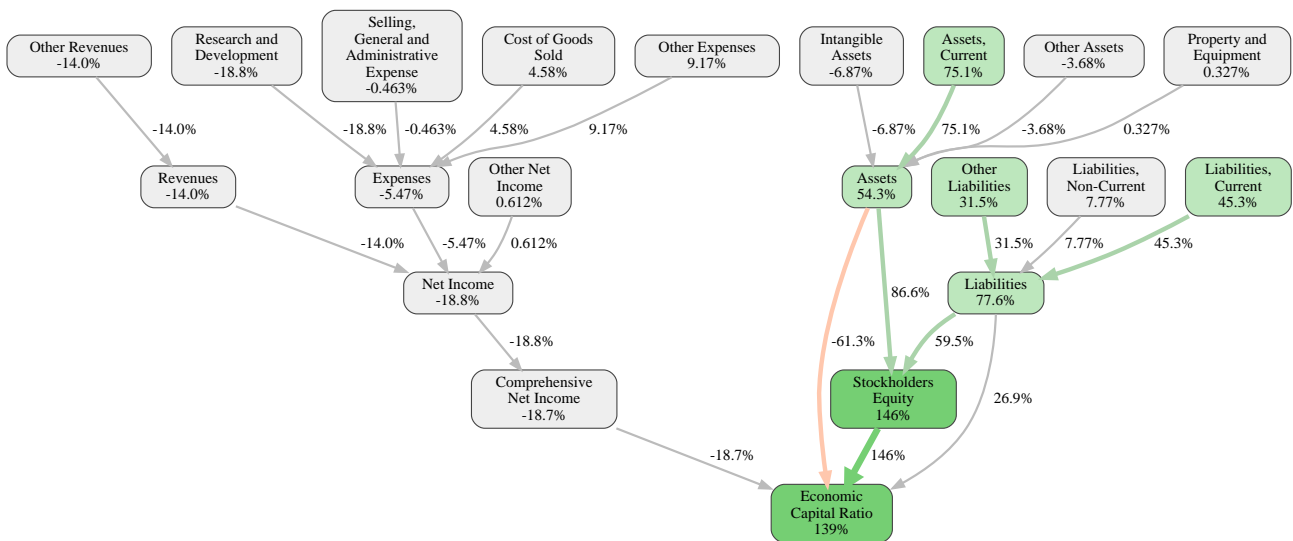 Other Revenues
-14.0%
Research and
Development
-18.8%
Selling,
General and
Administrative
Expense
-0.463%
Cost of Goods
Sold
4.58%
Other Expenses
9.17%
Intangible
Assets
-6.87%
Assets,
Current
75.1%
Other Assets
-3.68%
Property and
Equipment
0.327%
-14.0%
-18.8%
-0.463%
4.58%
9.17%
-6.87%
75.1%
-3.68%
0.327%
Revenues
-14.0%
Expenses
-5.47%
Other Net
Income
0.612%
Assets
54.3%
Other
Liabilities
31.5%
Liabilities,
Non-Current
7.77%
Liabilities,
Current
45.3%
-14.0%
-5.47%
0.612%
31.5%
7.77%
45.3%
Net Income
-18.8%
86.6%
Liabilities
77.6%
-18.8%
-61.3%
59.5%
Comprehensive
Net Income
-18.7%
Stockholders
Equity
146%
26.9%
-18.7%
146%
Economic
Capital Ratio
139%